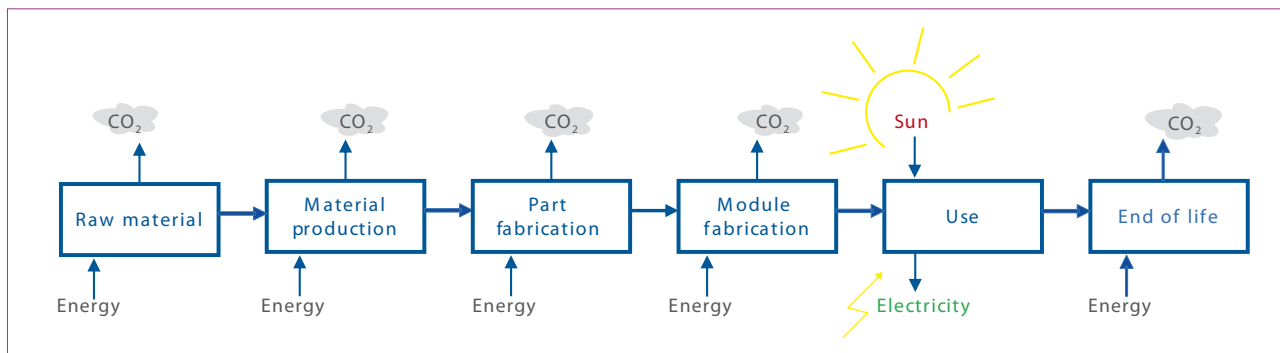 CO₂
CO₂
CO₂
CO₂
Sun
CO₂
Raw material
Material
production
Part
fabrication
Module
fabrication
Use
End of life
Energy
Energy
Energy
Energy
Electricity
Energy